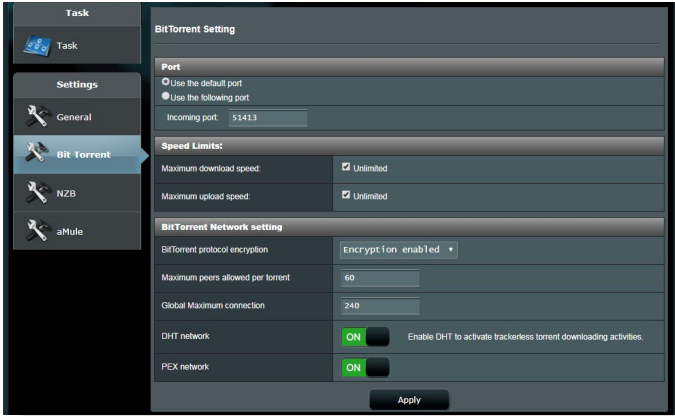 Task
Task
Settings
General
Bit Torrent
NZB
aMule
BitTorrent Setting
Port
Use the default port
Use the following port
Incoming port: 51413
Speed Limits:
Maximum download speed: Unlimited
Maximum upload speed: Unlimited
BitTorrent Network setting
BitTorrent protocol encryption Encryption enabled
Maximum peers allowed per torrent 60
Global Maximum connection 240
DHT network ON Enable DHT to activate trackerless torrent downloading activities.
PEX network ON
Apply